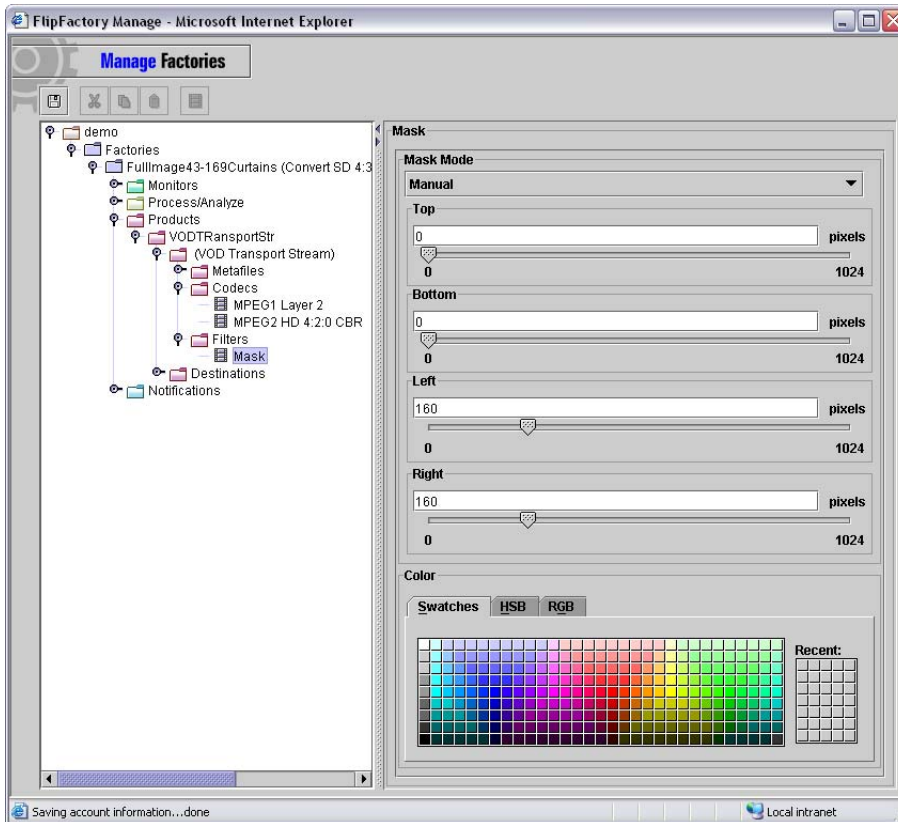 FlipFactory Manage - Microsoft Internet Explorer
Manage Factories
demo
Factories
FullImage43-169Curtains (Convert SD 4:3
Monitors
Process/Analyze
Products
VODTRansportStr
(VOD Transport Stream)
Metafiles
Codecs
MPEG1 Layer 2
MPEG2 HD 4:2:0 CBR
Filters
Mask
Destinations
Notifications
Mask
Mask Mode
Manual
Top
0 pixels
0 1024
Bottom
0 pixels
0 1024
Left
160 pixels
0 1024
Right
160 pixels
0 1024
Color
Swatches HSB RGB
Recent:
Saving account information...done
Local intranet